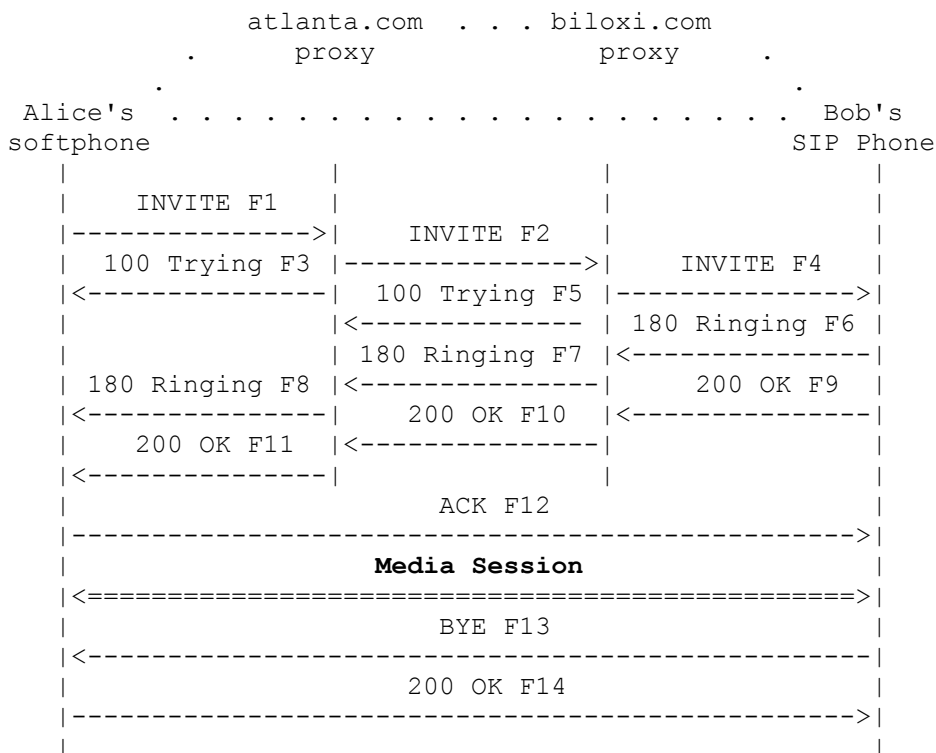 atlanta.com . . . biloxi.com
. proxy proxy .
. .
Alice's . . . . . . . . . . . . . . . . . . . . Bob's
softphone SIP Phone
| | | |
| INVITE F1 | | |
|--------------->| INVITE F2 | |
| 100 Trying F3 |--------------->| INVITE F4 |
|<---------------| 100 Trying F5 |--------------->|
| |<-------------- | 180 Ringing F6 |
| | 180 Ringing F7 |<---------------|
| 180 Ringing F8 |<---------------| 200 OK F9 |
|<---------------| 200 OK F10 |<---------------|
| 200 OK F11 |<---------------| |
|<---------------| | |
| ACK F12 |
|------------------------------------------------->|
| Media Session |
|<================================================>|
| BYE F13 |
|<-------------------------------------------------|
| 200 OK F14 |
|------------------------------------------------->|
| |